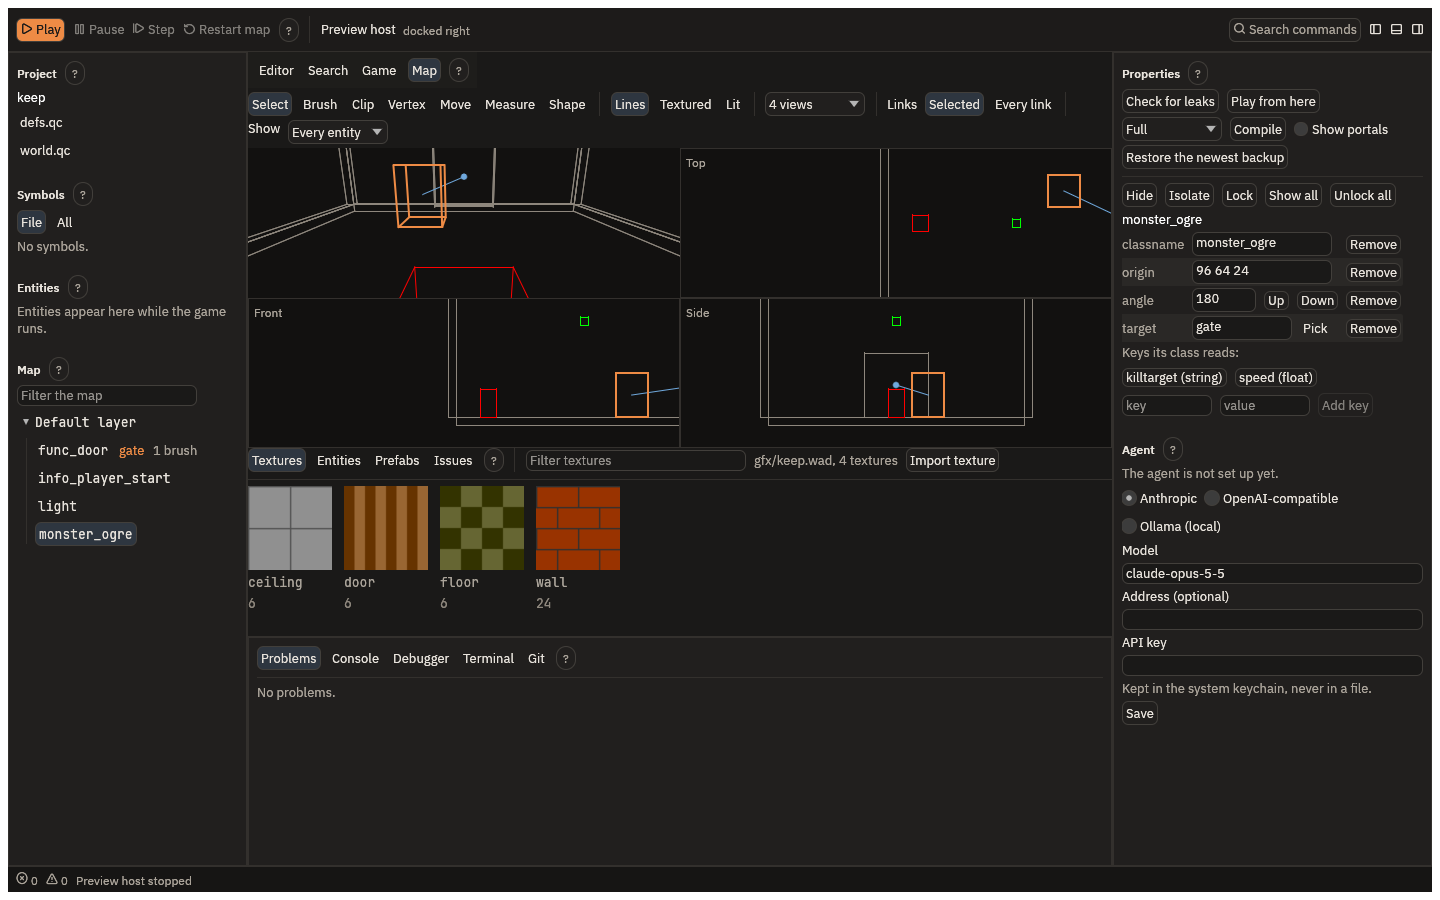 Play Pause Step Restart map ? Preview host docked right Search commands
Project ?
keep
defs.qc
world.qc
Symbols ?
File All
No symbols.
Entities ?
Entities appear here while the game
runs.
Map ?
Filter the map
Default layer
func_door gate 1 brush
info_player_start
light
monster_ogre
Editor Search Game Map ?
Select Brush Clip Vertex Move Measure Shape Lines Textured Lit 4 views Links Selected Every link
Show Every entity
Top
Front
Side
Textures Entities Prefabs Issues ? Filter textures gfx/keep.wad, 4 textures Import texture
ceiling door floor wall
6 6 6 24
Problems Console Debugger Terminal Git ?
No problems.
Properties ?
Check for leaks Play from here
Full Compile Show portals
Restore the newest backup
Hide Isolate Lock Show all Unlock all
monster_ogre
classname monster_ogre Remove
origin 96 64 24 Remove
angle 180 Up Down Remove
target gate Pick Remove
Keys its class reads:
killtarget (string) speed (float)
key value Add key
Agent ?
The agent is not set up yet.
Anthropic OpenAI-compatible
Ollama (local)
Model
claude-opus-5-5
Address (optional)
API key
Kept in the system keychain, never in a file.
Save
0 0 Preview host stopped